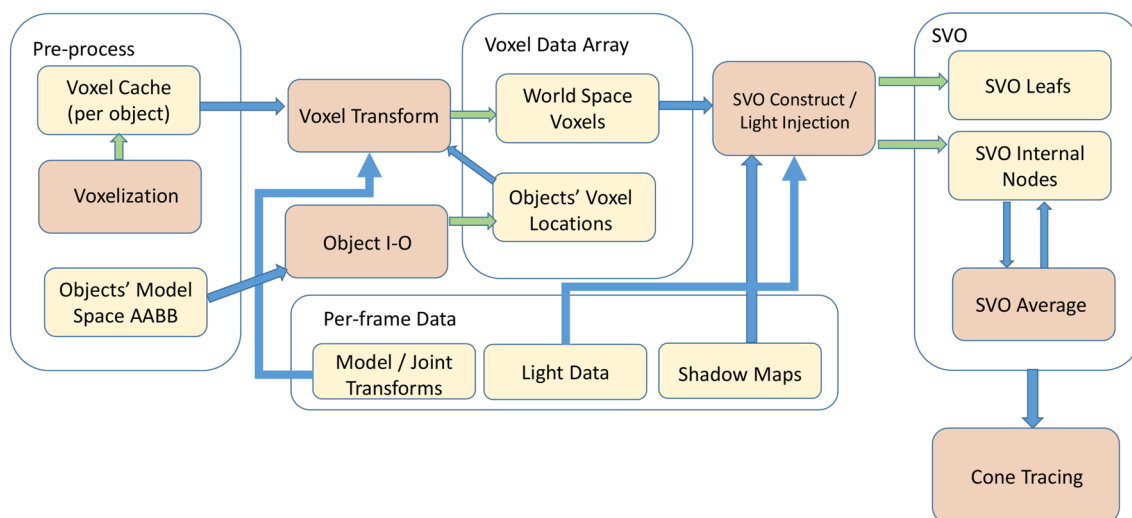 Pre-process
Voxel Cache
(per object)
Voxelization
Objects' Model
Space AABB
Voxel Transform
Object I-O
Voxel Data Array
World Space
Voxels
Objects' Voxel
Locations
Per-frame Data
Model / Joint
Transforms
Light Data
Shadow Maps
SVO Construct /
Light Injection
SVO
SVO Leafs
SVO Internal
Nodes
SVO Average
Cone Tracing